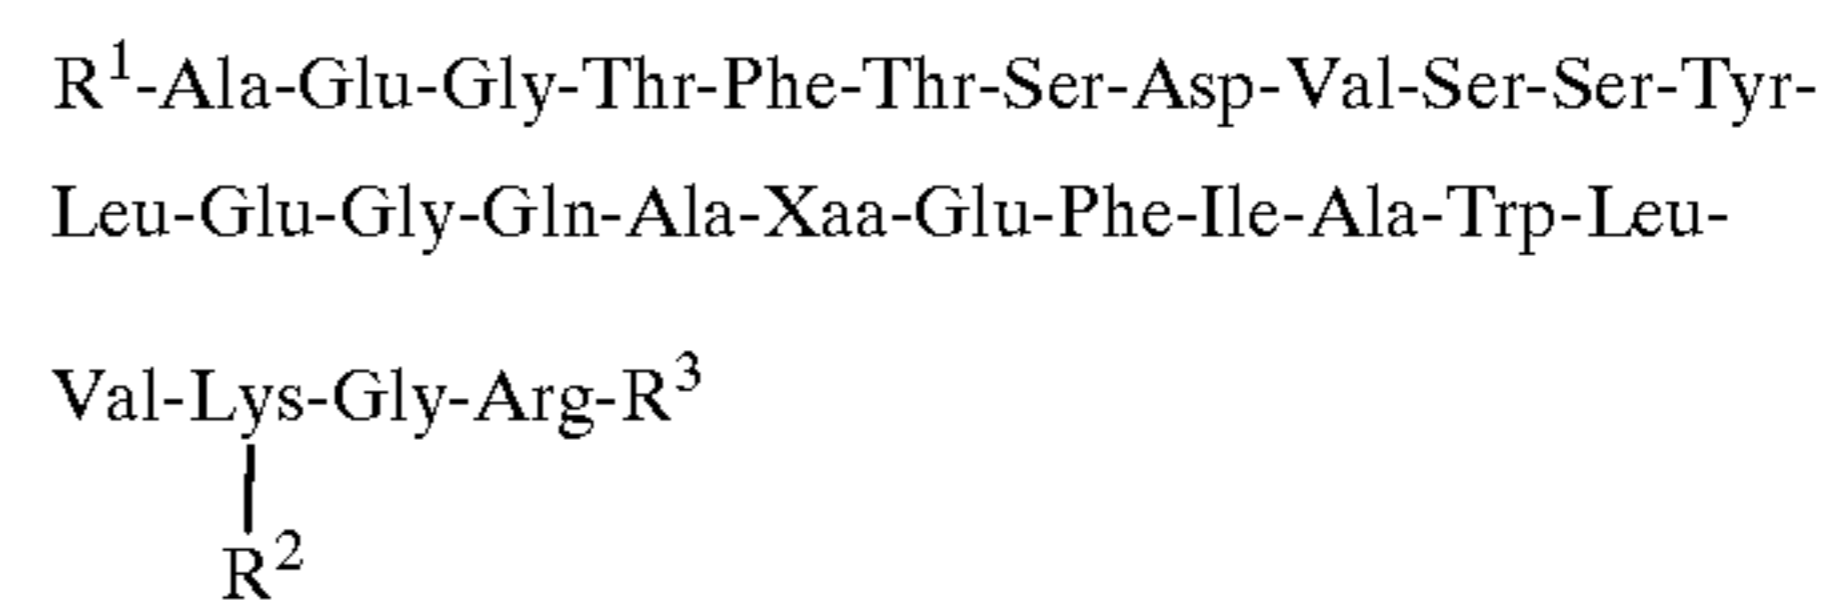 R¹-Ala-Glu-Gly-Thr-Phe-Thr-Ser-Asp-Val-Ser-Ser-Tyr-
Leu-Glu-Gly-Gln-Ala-Xaa-Glu-Phe-Ile-Ala-Trp-Leu-
Val-Lys-Gly-Arg-R³
R²